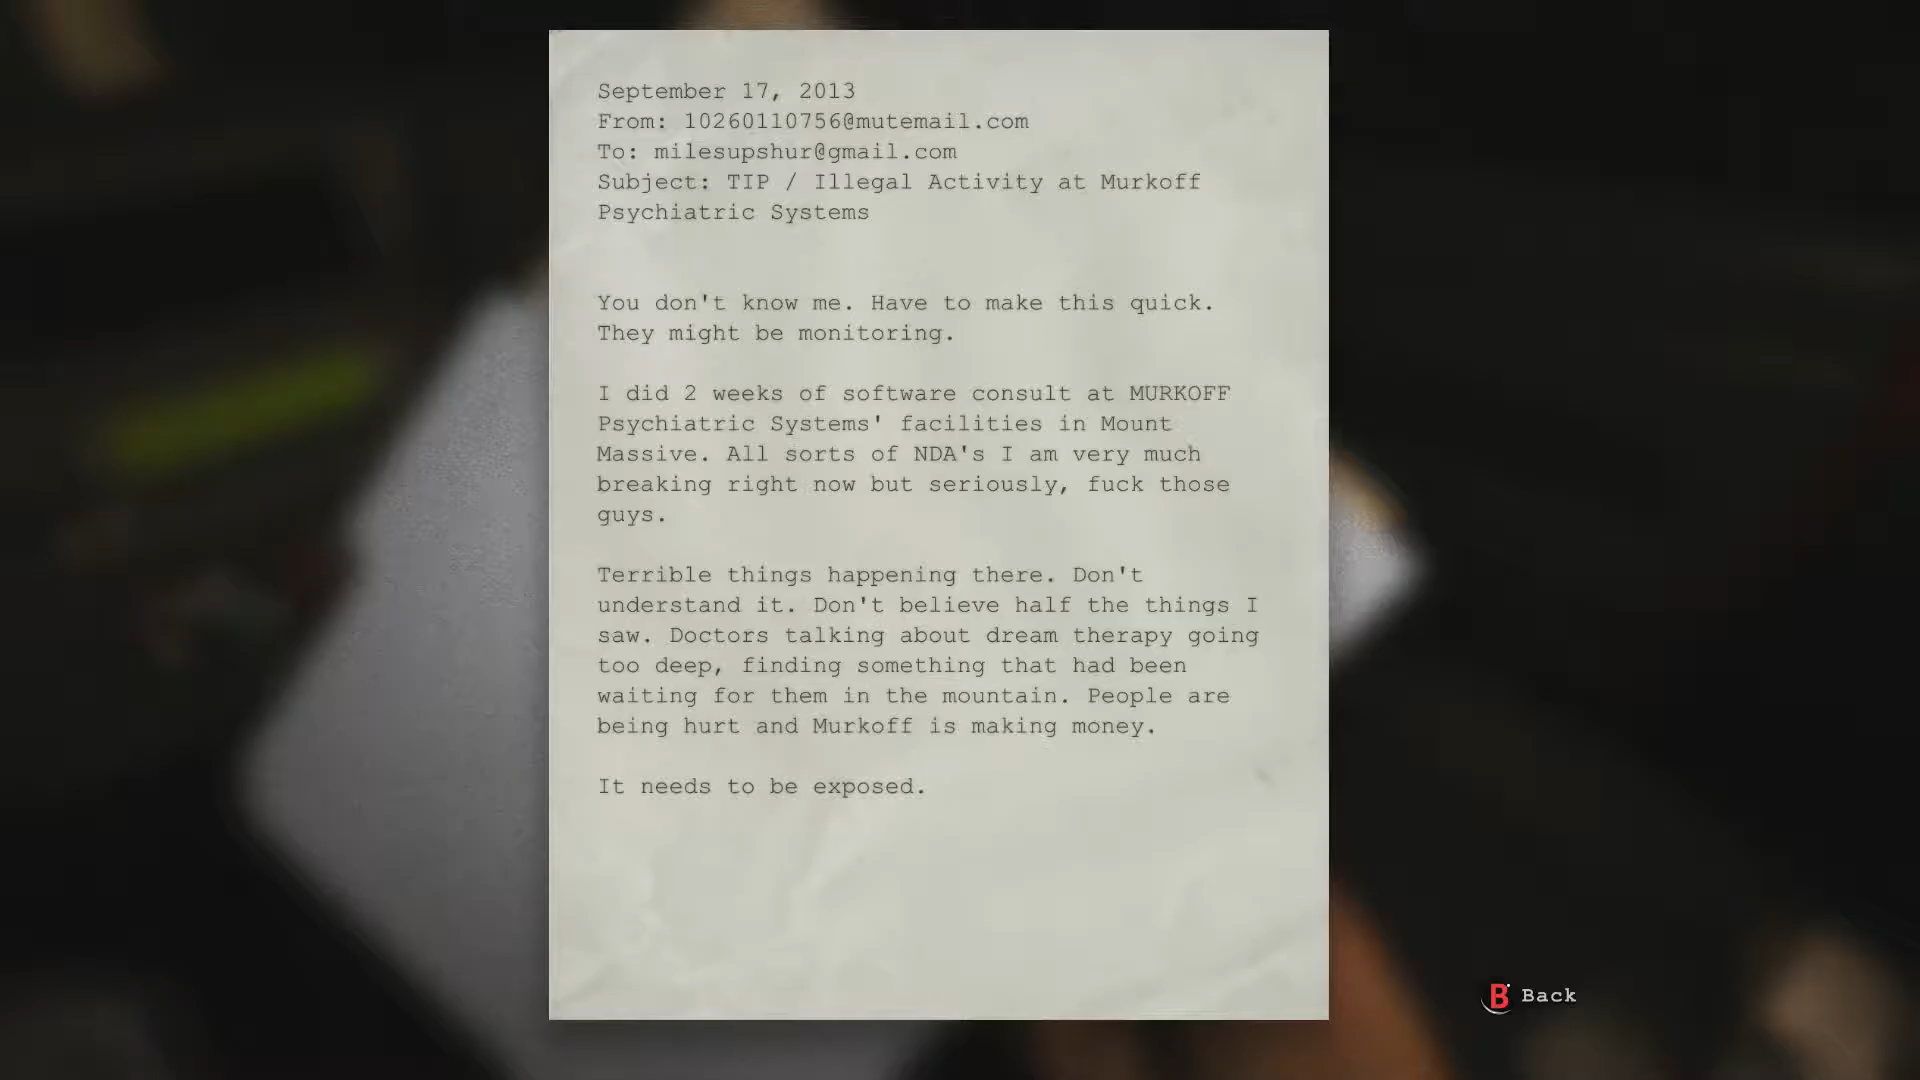 September 17, 2013
From: 10260110756@mutemail.com
To: milesupshur@gmail.com
Subject: TIP / Illegal Activity at Murkoff
Psychiatric Systems
You don't know me. Have to make this quick.
They might be monitoring.
I did 2 weeks of software consult at MURKOFF
Psychiatric Systems' facilities in Mount
Massive. All sorts of NDA's I am very much
breaking right now but seriously, fuck those
guys.
Terrible things happening there. Don't
understand it. Don't believe half the things I
saw. Doctors talking about dream therapy going
too deep, finding something that had been
waiting for them in the mountain. People are
being hurt and Murkoff is making money.
It needs to be exposed.
B Back